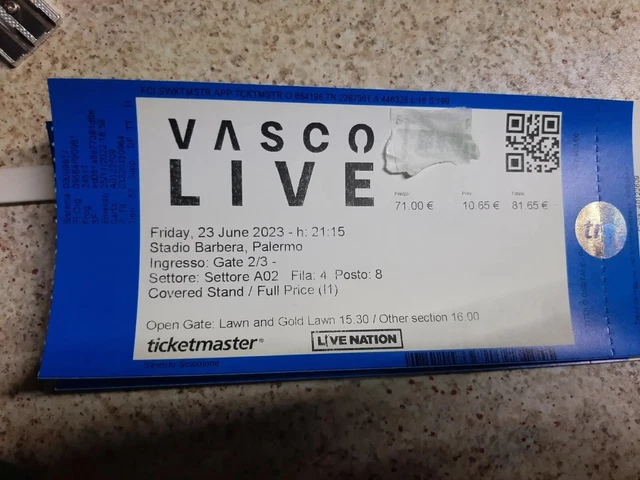 VASCO
LIVE
71.00 € 10.65 € 81.65 €
Friday, 23 June 2023 - h: 21:15
Stadio Barbera, Palermo
Ingresso: Gate 2/3 -
Settore: Settore A02 Fila: 4 Posto: 8
Covered Stand / Full Price (I1)
Open Gate: Lawn and Gold Lawn 15.30 / Other section 16.00
ticketmaster®
LIVE NATION